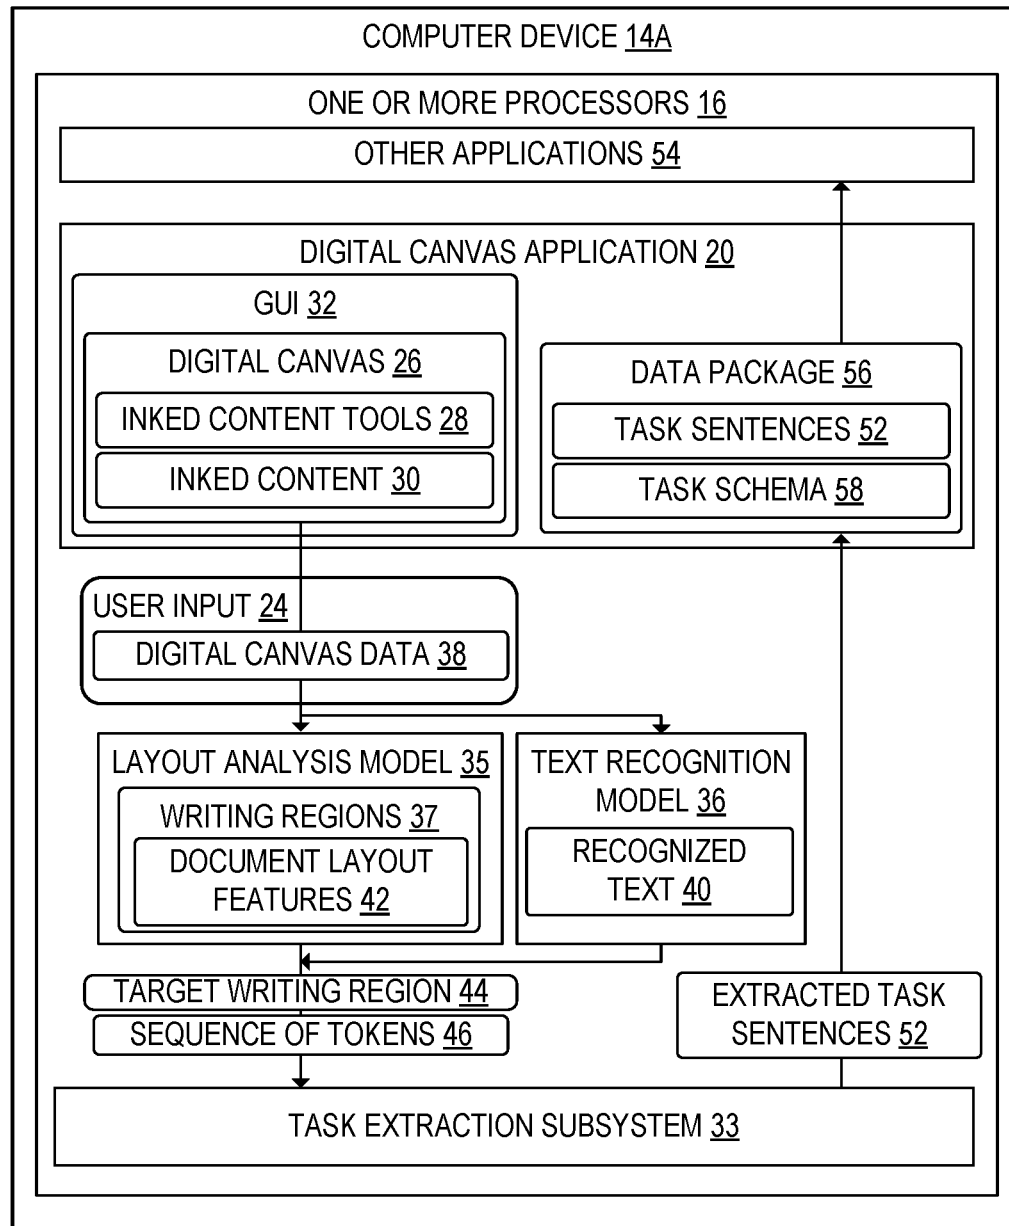 COMPUTER DEVICE 14A
ONE OR MORE PROCESSORS 16
OTHER APPLICATIONS 54
DIGITAL CANVAS APPLICATION 20
GUI 32
DIGITAL CANVAS 26
INKED CONTENT TOOLS 28
INKED CONTENT 30
DATA PACKAGE 56
TASK SENTENCES 52
TASK SCHEMA 58
USER INPUT 24
DIGITAL CANVAS DATA 38
LAYOUT ANALYSIS MODEL 35
WRITING REGIONS 37
DOCUMENT LAYOUT
FEATURES 42
TEXT RECOGNITION
MODEL 36
RECOGNIZED
TEXT 40
TARGET WRITING REGION 44
SEQUENCE OF TOKENS 46
EXTRACTED TASK
SENTENCES 52
TASK EXTRACTION SUBSYSTEM 33